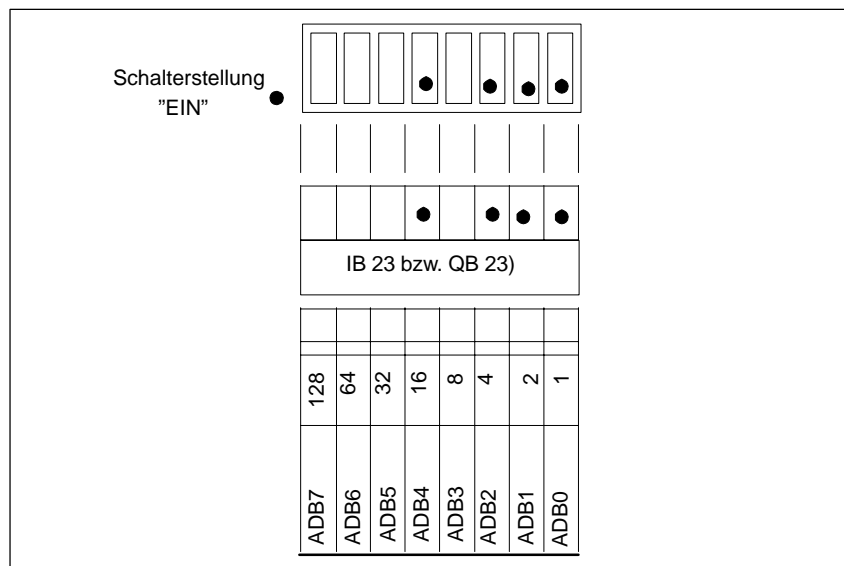 Schalterstellung
”EIN”
IB 23 bzw. QB 23)
128 64 32 16 8 4 2 1
ADB7 ADB6 ADB5 ADB4 ADB3 ADB2 ADB1 ADB0